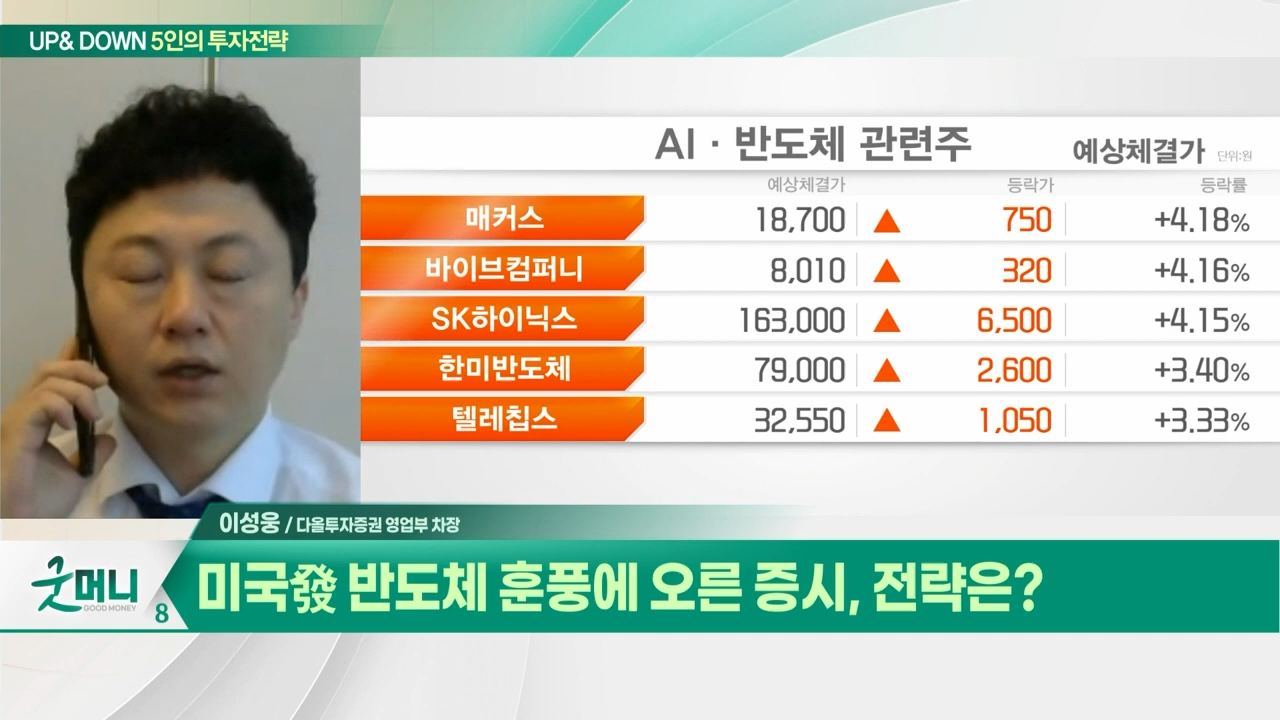 UP& DOWN 5인의 투자전략
AI · 반도체 관련주 예상체결가 단위:원
예상체결가 등락가 등락률
매커스 18,700 ▲ 750 +4.18%
바이브컴퍼니 8,010 ▲ 320 +4.16%
SK하이닉스 163,000 ▲ 6,500 +4.15%
한미반도체 79,000 ▲ 2,600 +3.40%
텔레칩스 32,550 ▲ 1,050 +3.33%
이성웅 / 다올투자증권 영업부 차장
굿머니 GOOD MONEY 8
미국發 반도체 훈풍에 오른 증시, 전략은?